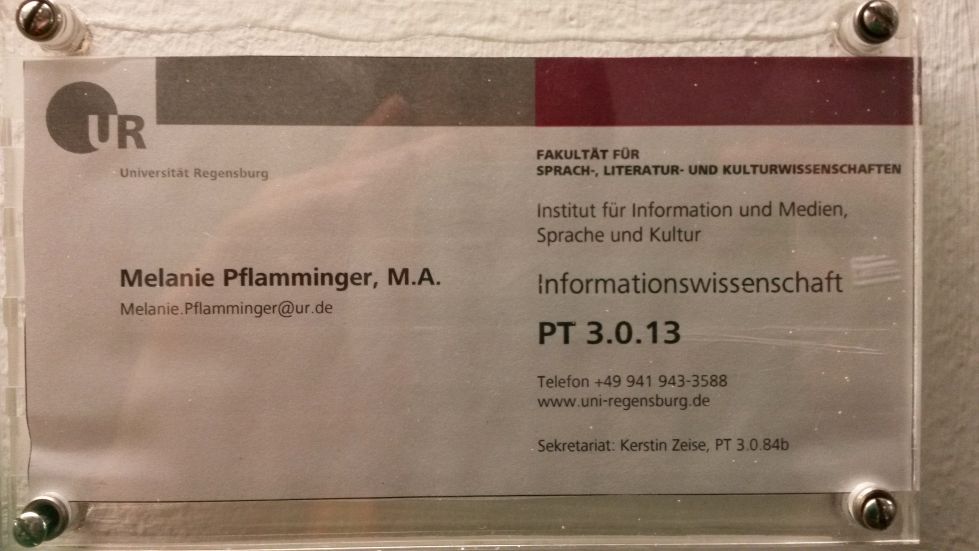 UR
Universität Regensburg
Melanie Pflamminger, M.A.
Melanie.Pflamminger@ur.de
FAKULTÄT FÜR
SPRACH-, LITERATUR- UND KULTURWISSENSCHAFTEN
Institut für Information und Medien,
Sprache und Kultur
Informationswissenschaft
PT 3.0.13
Telefon +49 941 943-3588
www.uni-regensburg.de
Sekretariat: Kerstin Zeise, PT 3.0.84b